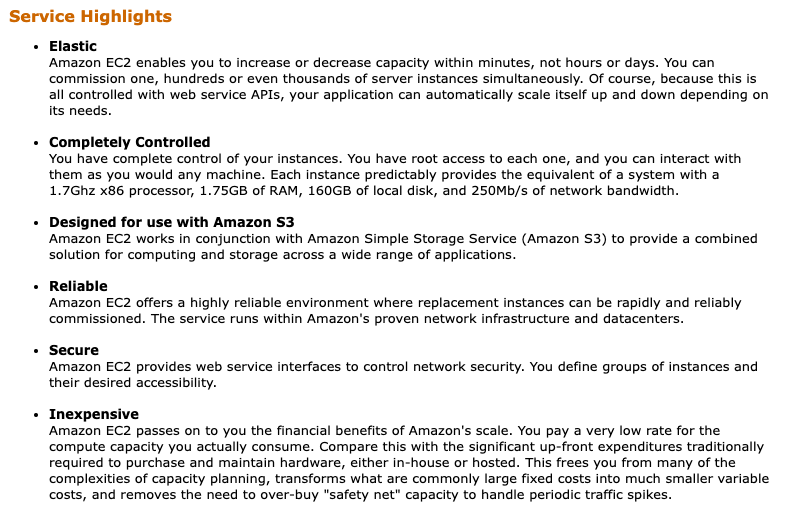 Service Highlights
• Elastic
Amazon EC2 enables you to increase or decrease capacity within minutes, not hours or days. You can
commission one, hundreds or even thousands of server instances simultaneously. Of course, because this is
all controlled with web service APIs, your application can automatically scale itself up and down depending on
its needs.
• Completely Controlled
You have complete control of your instances. You have root access to each one, and you can interact with
them as you would any machine. Each instance predictably provides the equivalent of a system with a
1.7Ghz x86 processor, 1.75GB of RAM, 160GB of local disk, and 250Mb/s of network bandwidth.
• Designed for use with Amazon S3
Amazon EC2 works in conjunction with Amazon Simple Storage Service (Amazon S3) to provide a combined
solution for computing and storage across a wide range of applications.
• Reliable
Amazon EC2 offers a highly reliable environment where replacement instances can be rapidly and reliably
commissioned. The service runs within Amazon's proven network infrastructure and datacenters.
• Secure
Amazon EC2 provides web service interfaces to control network security. You define groups of instances and
their desired accessibility.
• Inexpensive
Amazon EC2 passes on to you the financial benefits of Amazon's scale. You pay a very low rate for the
compute capacity you actually consume. Compare this with the significant up-front expenditures traditionally
required to purchase and maintain hardware, either in-house or hosted. This frees you from many of the
complexities of capacity planning, transforms what are commonly large fixed costs into much smaller variable
costs, and removes the need to over-buy "safety net" capacity to handle periodic traffic spikes.